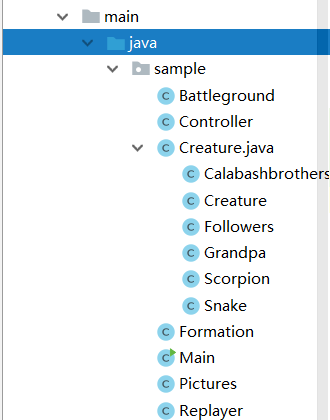 main
java
sample
Battleground
Controller
Creature.java
Calabashbrothers
Creature
Followers
Grandpa
Scorpion
Snake
Formation
Main
Pictures
Replayer